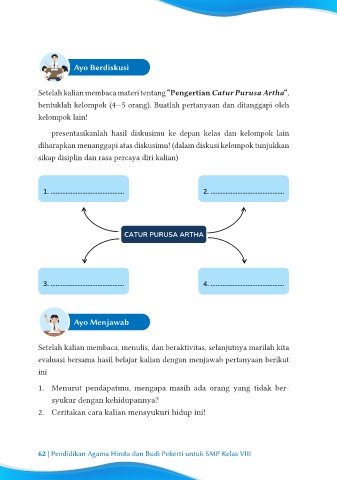 Ayo Berdiskusi
Setelah kalian membaca materi tentang "Pengertian Catur Purusa Artha",
bentuklah kelompok (4—5 orang). Buatlah pertanyaan dan ditanggapi oleh
kelompok lain!
presentasikanlah hasil diskusimu ke depan kelas dan kelompok lain
diharapkan menanggapi atas diskusimu! (dalam diskusi kelompok tunjukkan
sikap disiplin dan rasa percaya diri kalian)
1. ......................................
2. ......................................
CATUR PURUSA ARTHA
3. ......................................
4. ......................................
Ayo Menjawab
Setelah kalian membaca, menulis, dan beraktivitas, selanjutnya marilah kita
evaluasi bersama hasil belajar kalian dengan menjawab pertanyaan berikut
ini
1. Menurut pendapatmu, mengapa masih ada orang yang tidak ber-
syukur dengan kehidupannya?
2. Ceritakan cara kalian mensyukuri hidup ini!
62 | Pendidikan Agama Hindu dan Budi Pekerti untuk SMP Kelas VIII